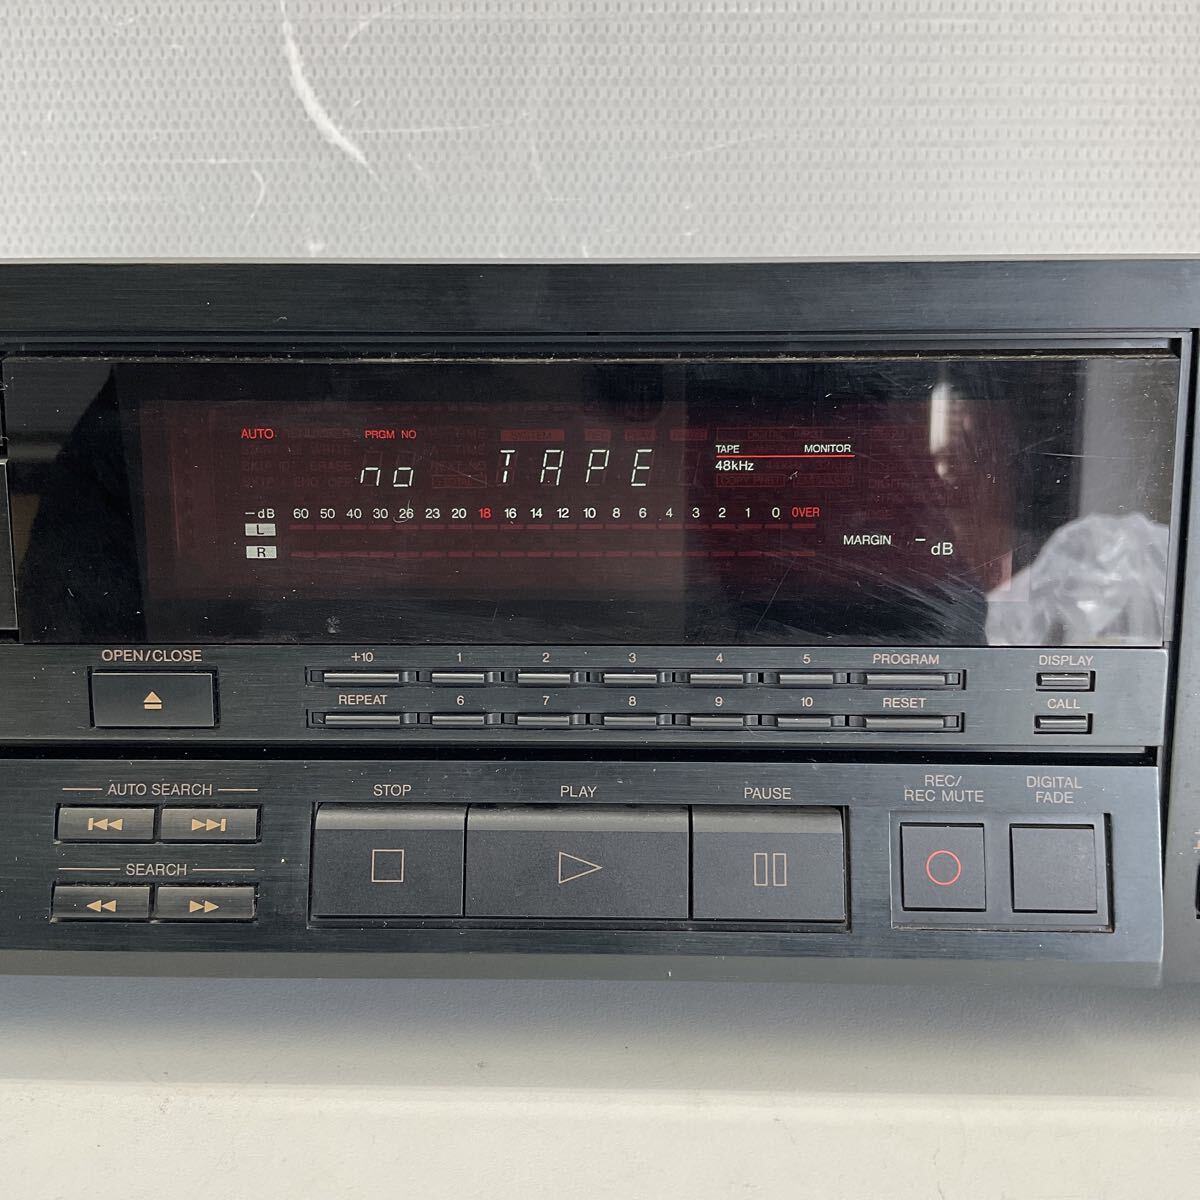 AUTO PRGM NO
TAPE MONITOR
no TAPE
48kHz
-dB 60 50 40 30 26 23 20 18 16 14 12 10 8 6 4 3 2 1 0 OVER
L
R
MARGIN - dB
OPEN/CLOSE
+10 1 2 3 4 5 PROGRAM
DISPLAY
REPEAT 6 7 8 9 10 RESET
CALL
AUTO SEARCH
STOP
PLAY
PAUSE
REC/
REC MUTE
DIGITAL
FADE
SEARCH